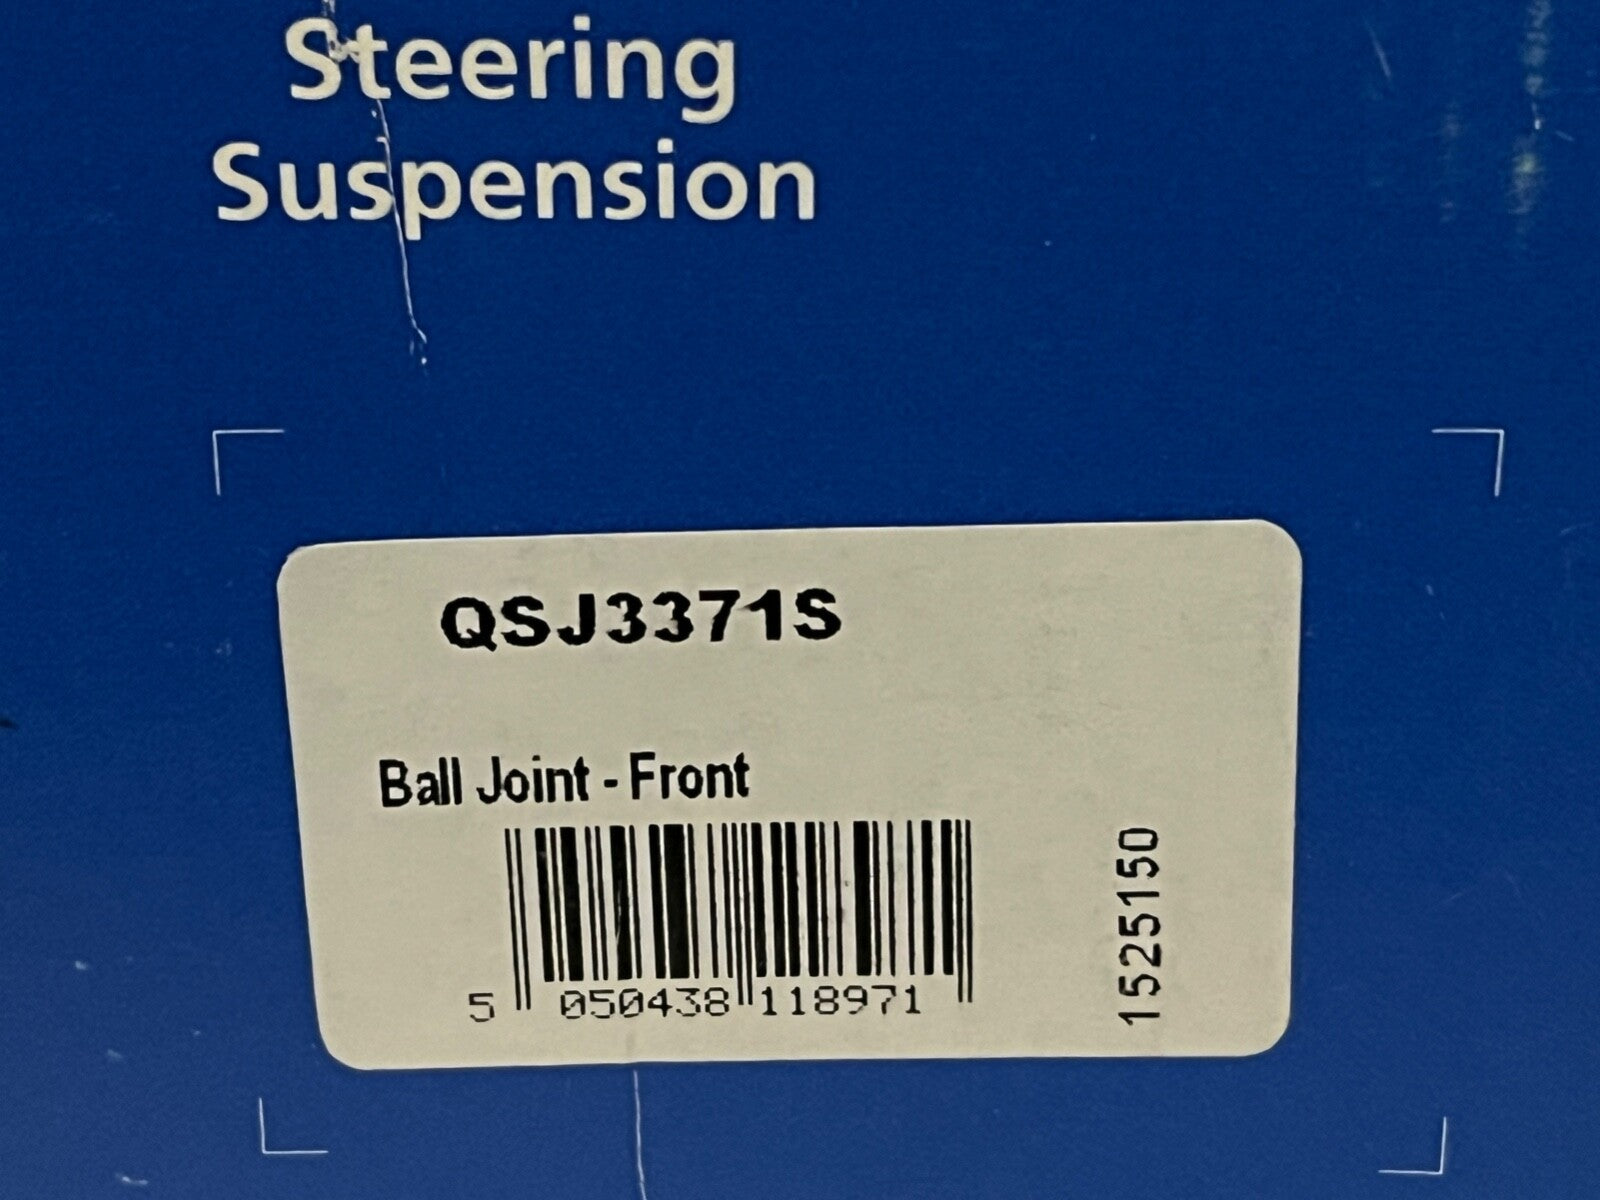 Steering
Suspension
QSJ3371S
Ball Joint - Front
5 050438 118971
1525150